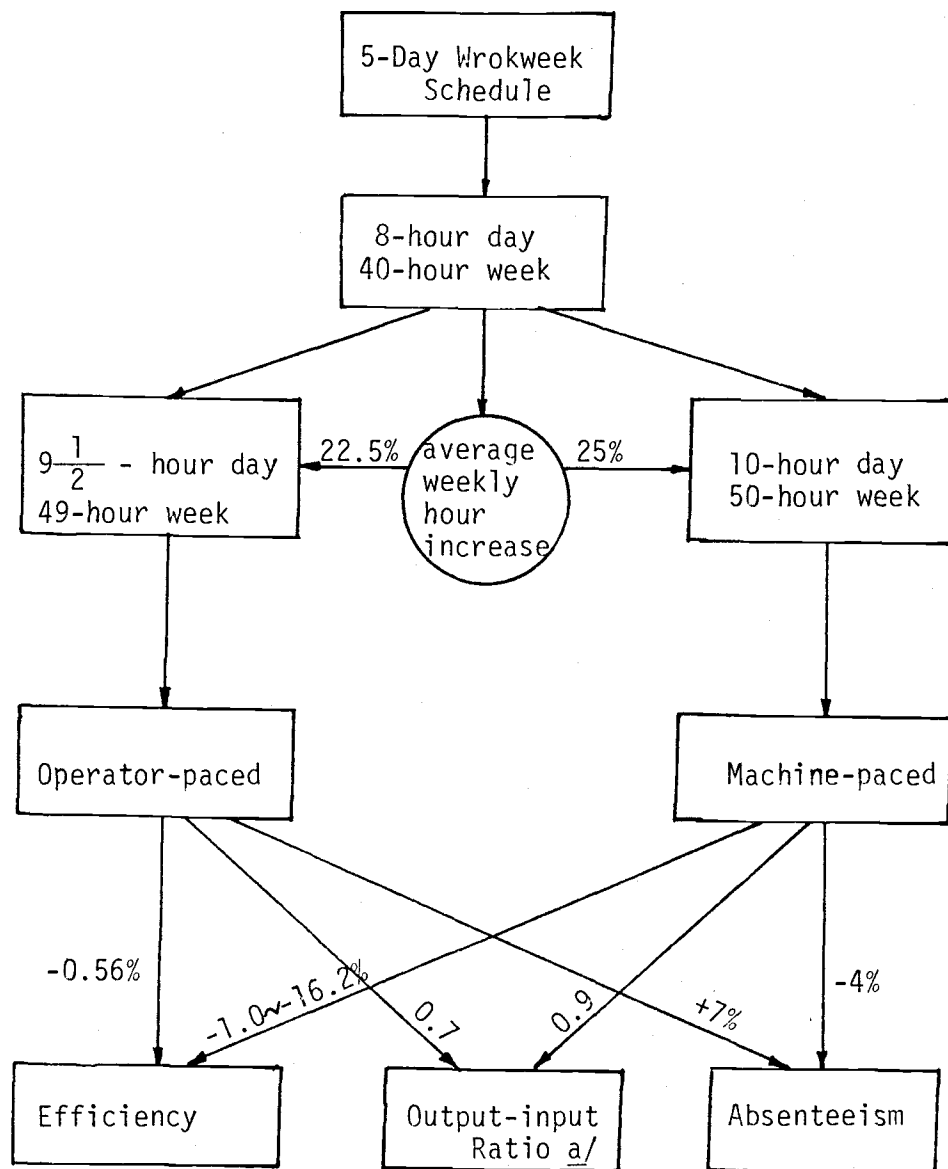 5-Day Wrokweek
Schedule
8-hour day
40-hour week
9 1/2 - hour day
49-hour week
22.5%
average
weekly
hour
increase
25%
10-hour day
50-hour week
Operator-paced
Machine-paced
-0.56%
-1.0~-16.2%
0.7
0.9
+7%
-4%
Efficiency
Output-input
Ratio a/
Absenteeism